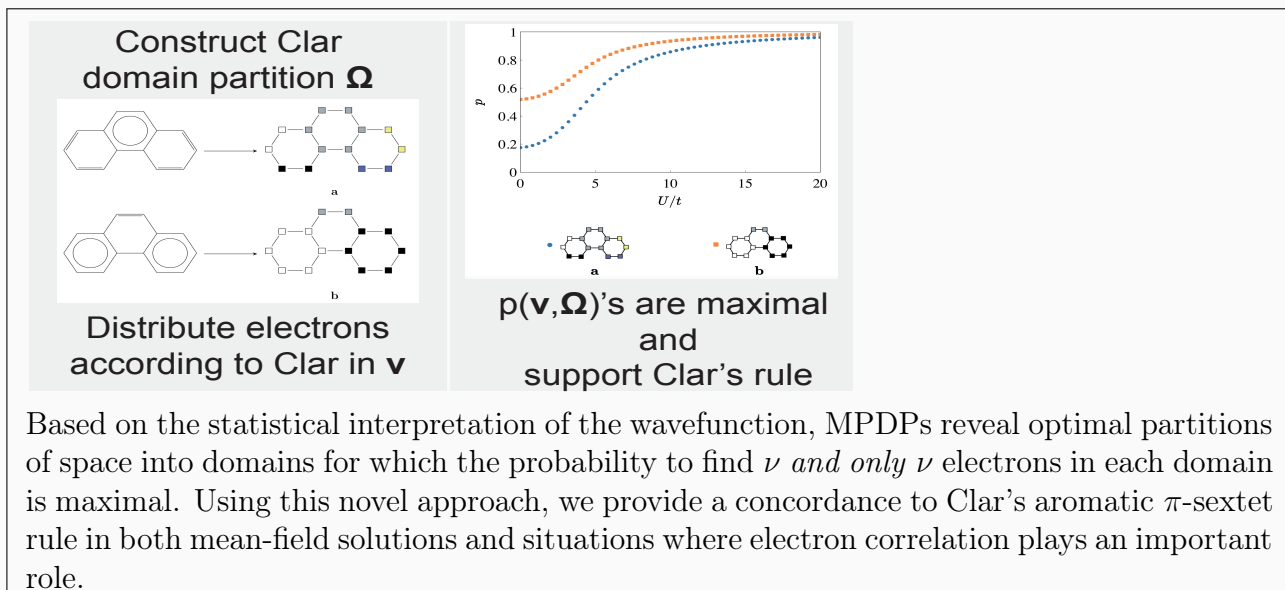 Construct Clar
domain partition Ω
a
b
Distribute electrons
according to Clar in v
p
1
0.8
0.6
0.4
0.2
0
0 5 10 15 20
U/t
a b
p(v,Ω)'s are maximal
and
support Clar's rule
Based on the statistical interpretation of the wavefunction, MPDPs reveal optimal partitions
of space into domains for which the probability to find ν and only ν electrons in each domain
is maximal. Using this novel approach, we provide a concordance to Clar's aromatic π-sextet
rule in both mean-field solutions and situations where electron correlation plays an important
role.